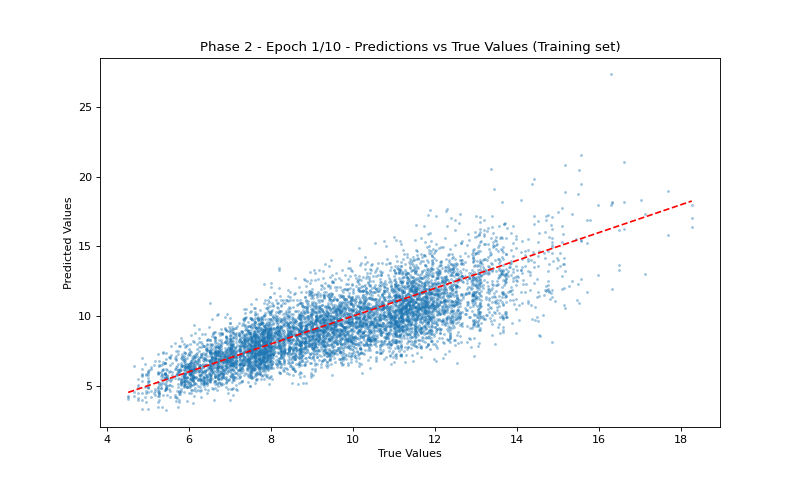 Phase 2 - Epoch 1/10 - Predictions vs True Values (Training set)
Predicted Values
25
20
15
10
5
4 6 8 10 12 14 16 18
True Values